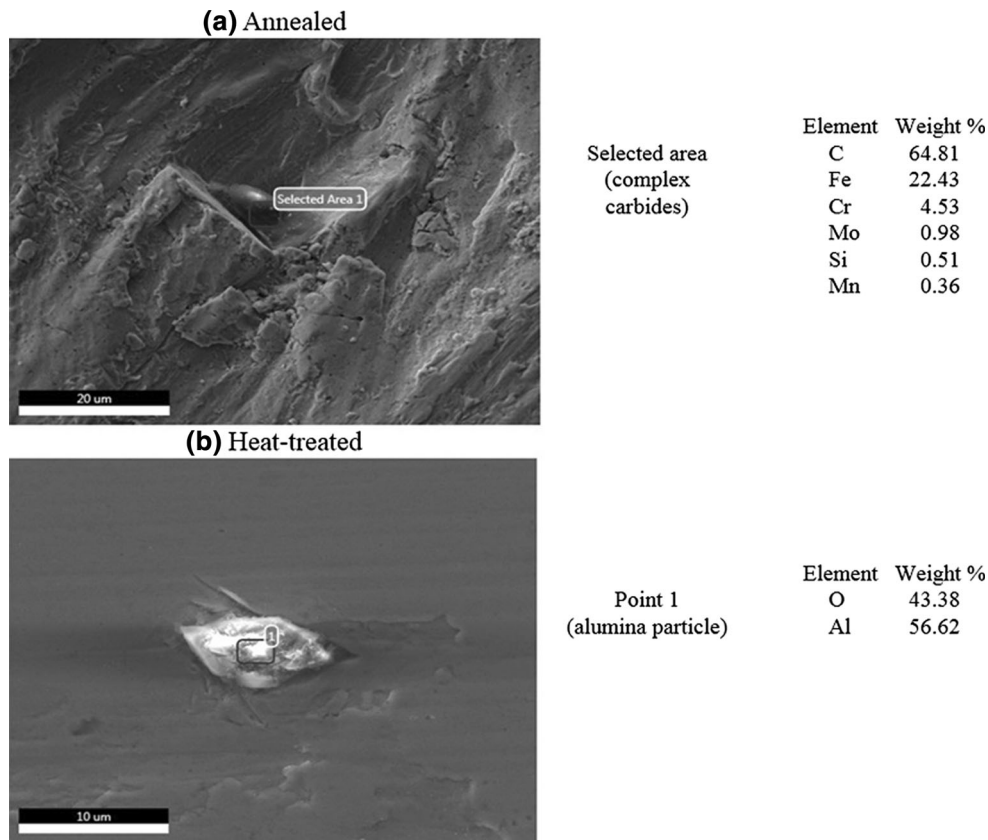 (a) Annealed
Selected Area 1
20 um
Selected area
(complex
carbides)
Element Weight %
C 64.81
Fe 22.43
Cr 4.53
Mo 0.98
Si 0.51
Mn 0.36
(b) Heat-treated
1
10 um
Point 1
(alumina particle)
Element Weight %
O 43.38
Al 56.62